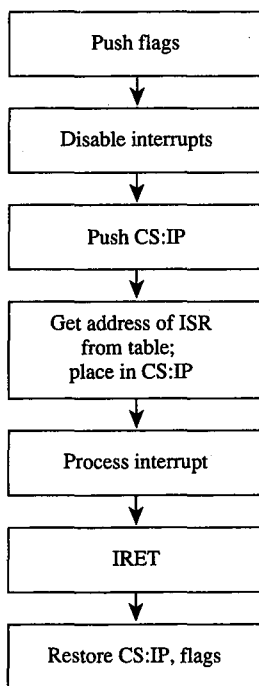 Push flags
Disable interrupts
Push CS:IP
Get address of ISR
from table;
place in CS:IP
Process interrupt
IRET
Restore CS:IP, flags